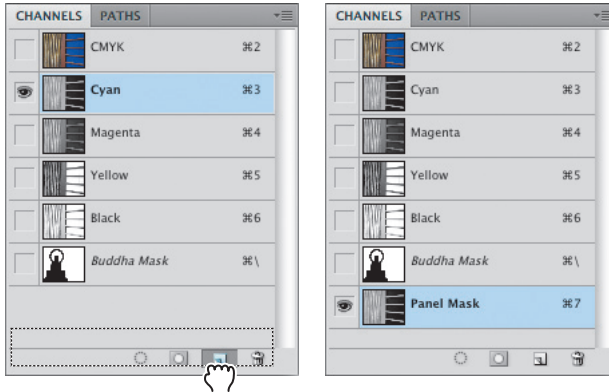 CHANNELS PATHS
CMYK ⌘2
Cyan ⌘3
Magenta ⌘4
Yellow ⌘5
Black ⌘6
Buddha Mask ⌘\
CHANNELS PATHS
CMYK ⌘2
Cyan ⌘3
Magenta ⌘4
Yellow ⌘5
Black ⌘6
Buddha Mask ⌘\
Panel Mask ⌘7